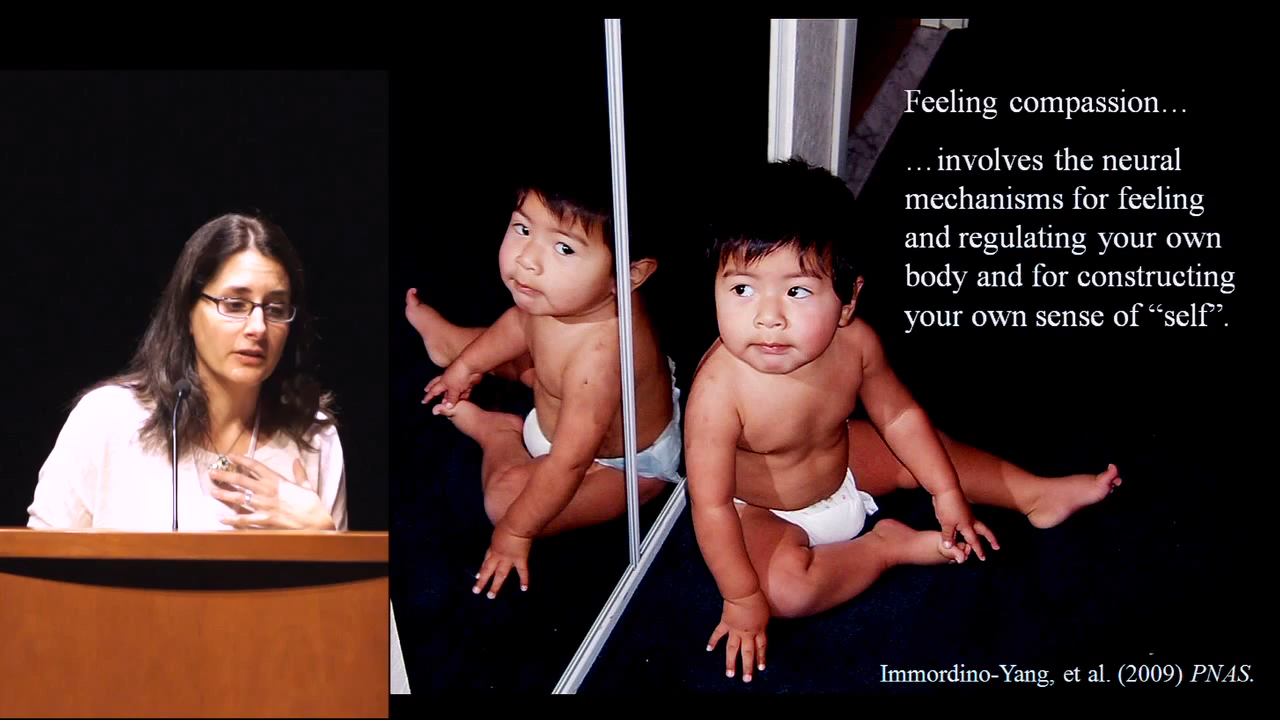 Feeling compassion…
…involves the neural
mechanisms for feeling
and regulating your own
body and for constructing
your own sense of “self”.
Immordino-Yang, et al. (2009) PNAS.